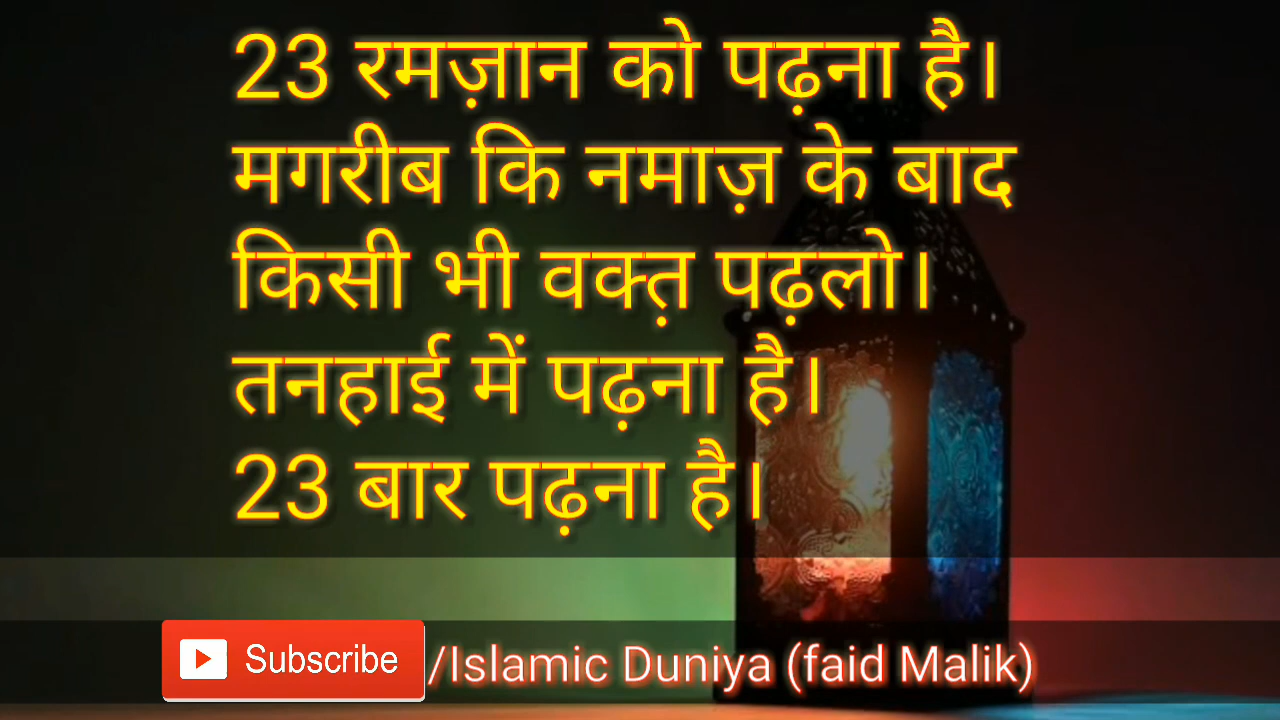 23 रमज़ान को पढ़ना है।
मगरीब कि नमाज़ के बाद
किसी भी वक्त़ पढ़लो।
तनहाई में पढ़ना है।
23 बार पढ़ना है।
Subscribe /Islamic Duniya (faid Malik)